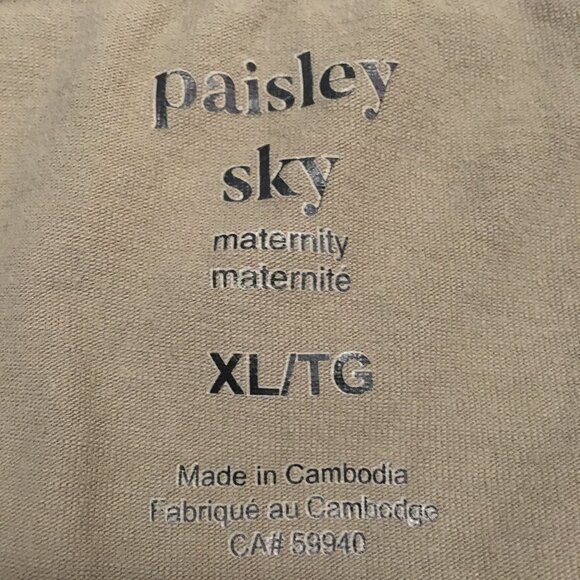 paisley
sky
maternity
maternité
XL/TG
Made in Cambodia
Fabriqué au Cambodge
CA# 59940